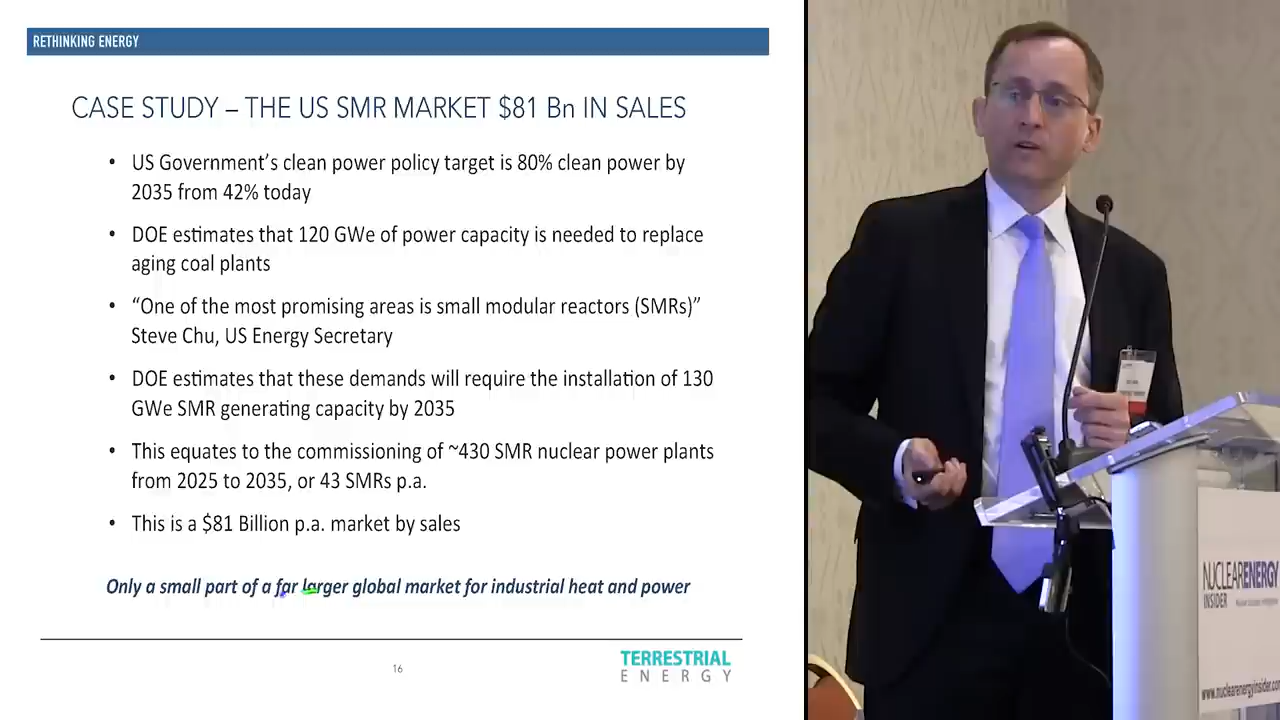 RETHINKING ENERGY
CASE STUDY – THE US SMR MARKET $81 Bn IN SALES
• US Government's clean power policy target is 80% clean power by
2035 from 42% today
• DOE estimates that 120 GWe of power capacity is needed to replace
aging coal plants
• “One of the most promising areas is small modular reactors (SMRs)”
Steve Chu, US Energy Secretary
• DOE estimates that these demands will require the installation of 130
GWe SMR generating capacity by 2035
• This equates to the commissioning of ~430 SMR nuclear power plants
from 2025 to 2035, or 43 SMRs p.a.
• This is a $81 Billion p.a. market by sales
Only a small part of a far larger global market for industrial heat and power
16
TERRESTRIAL
ENERGY
NUCLEARENERGY
INSIDER
www.nuclearenergyinsider.co